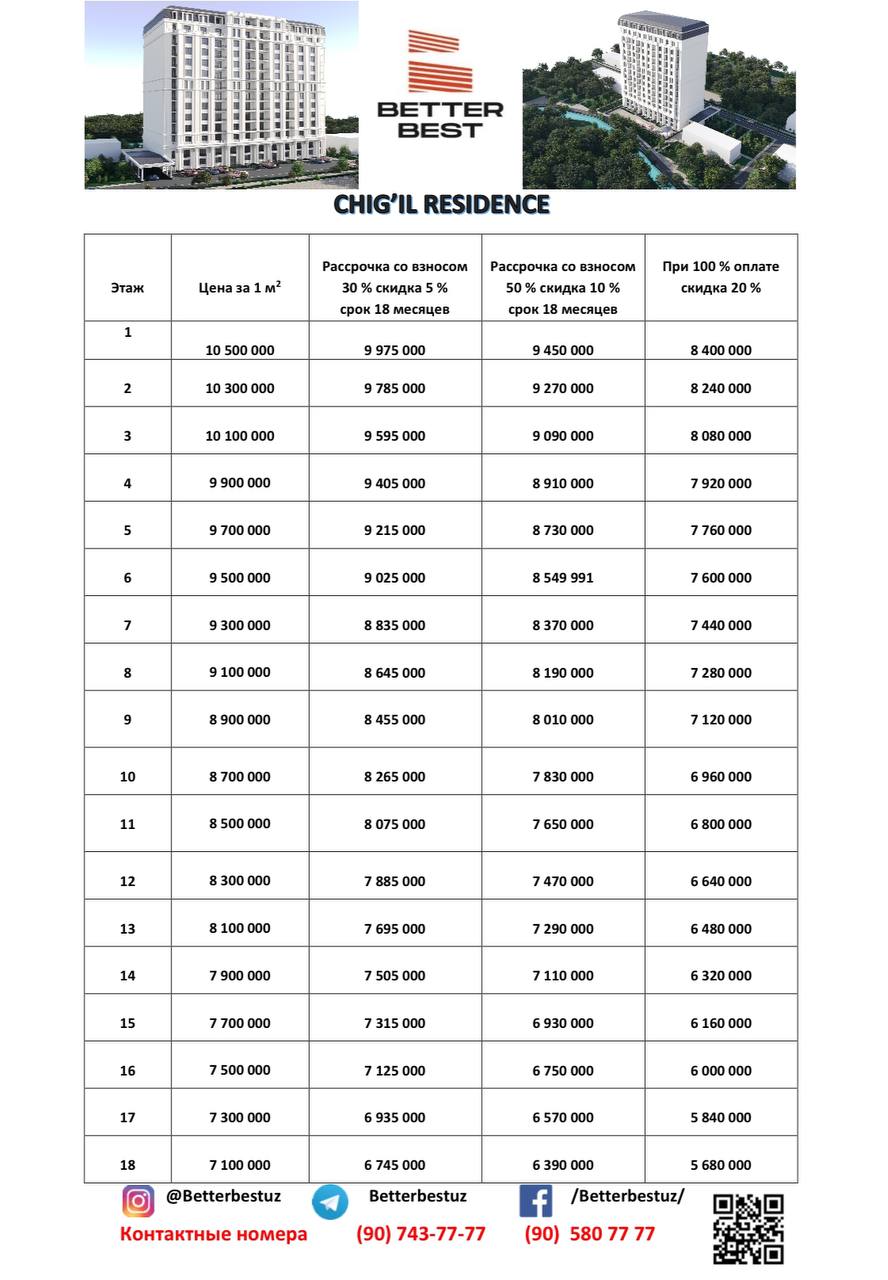 BETTER
BEST
CHIG’IL RESIDENCE
Этаж Цена за 1 м² Рассрочка со взносом 30 % скидка 5 % срок 18 месяцев Рассрочка со взносом 50 % скидка 10 % срок 18 месяцев При 100 % оплате скидка 20 %
1 10 500 000 9 975 000 9 450 000 8 400 000
2 10 300 000 9 785 000 9 270 000 8 240 000
3 10 100 000 9 595 000 9 090 000 8 080 000
4 9 900 000 9 405 000 8 910 000 7 920 000
5 9 700 000 9 215 000 8 730 000 7 760 000
6 9 500 000 9 025 000 8 549 991 7 600 000
7 9 300 000 8 835 000 8 370 000 7 440 000
8 9 100 000 8 645 000 8 190 000 7 280 000
9 8 900 000 8 455 000 8 010 000 7 120 000
10 8 700 000 8 265 000 7 830 000 6 960 000
11 8 500 000 8 075 000 7 650 000 6 800 000
12 8 300 000 7 885 000 7 470 000 6 640 000
13 8 100 000 7 695 000 7 290 000 6 480 000
14 7 900 000 7 505 000 7 110 000 6 320 000
15 7 700 000 7 315 000 6 930 000 6 160 000
16 7 500 000 7 125 000 6 750 000 6 000 000
17 7 300 000 6 935 000 6 570 000 5 840 000
18 7 100 000 6 745 000 6 390 000 5 680 000
@Betterbestuz Betterbestuz /Betterbestuz/
Контактные номера (90) 743-77-77 (90) 580 77 77